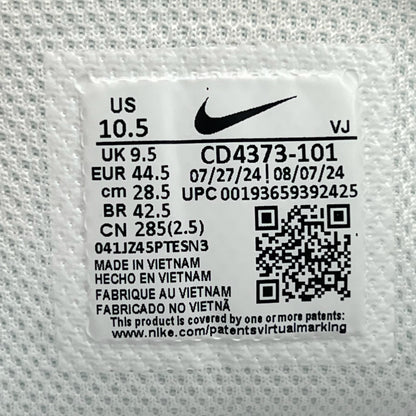 US
10.5
VJ
UK 9.5
CD4373-101
EUR 44.5
07/27/24 | 08/07/24
cm 28.5
UPC 00193659392425
BR 42.5
CN 285(2.5)
041JZ45PTESN3
MADE IN VIETNAM
HECHO EN VIETNAM
FABRIQUE AU VIETNAM
FABRICADO NO VIETNÃ
This product is covered by one or more patents.
www.nike.com/patentsvirtualmarking